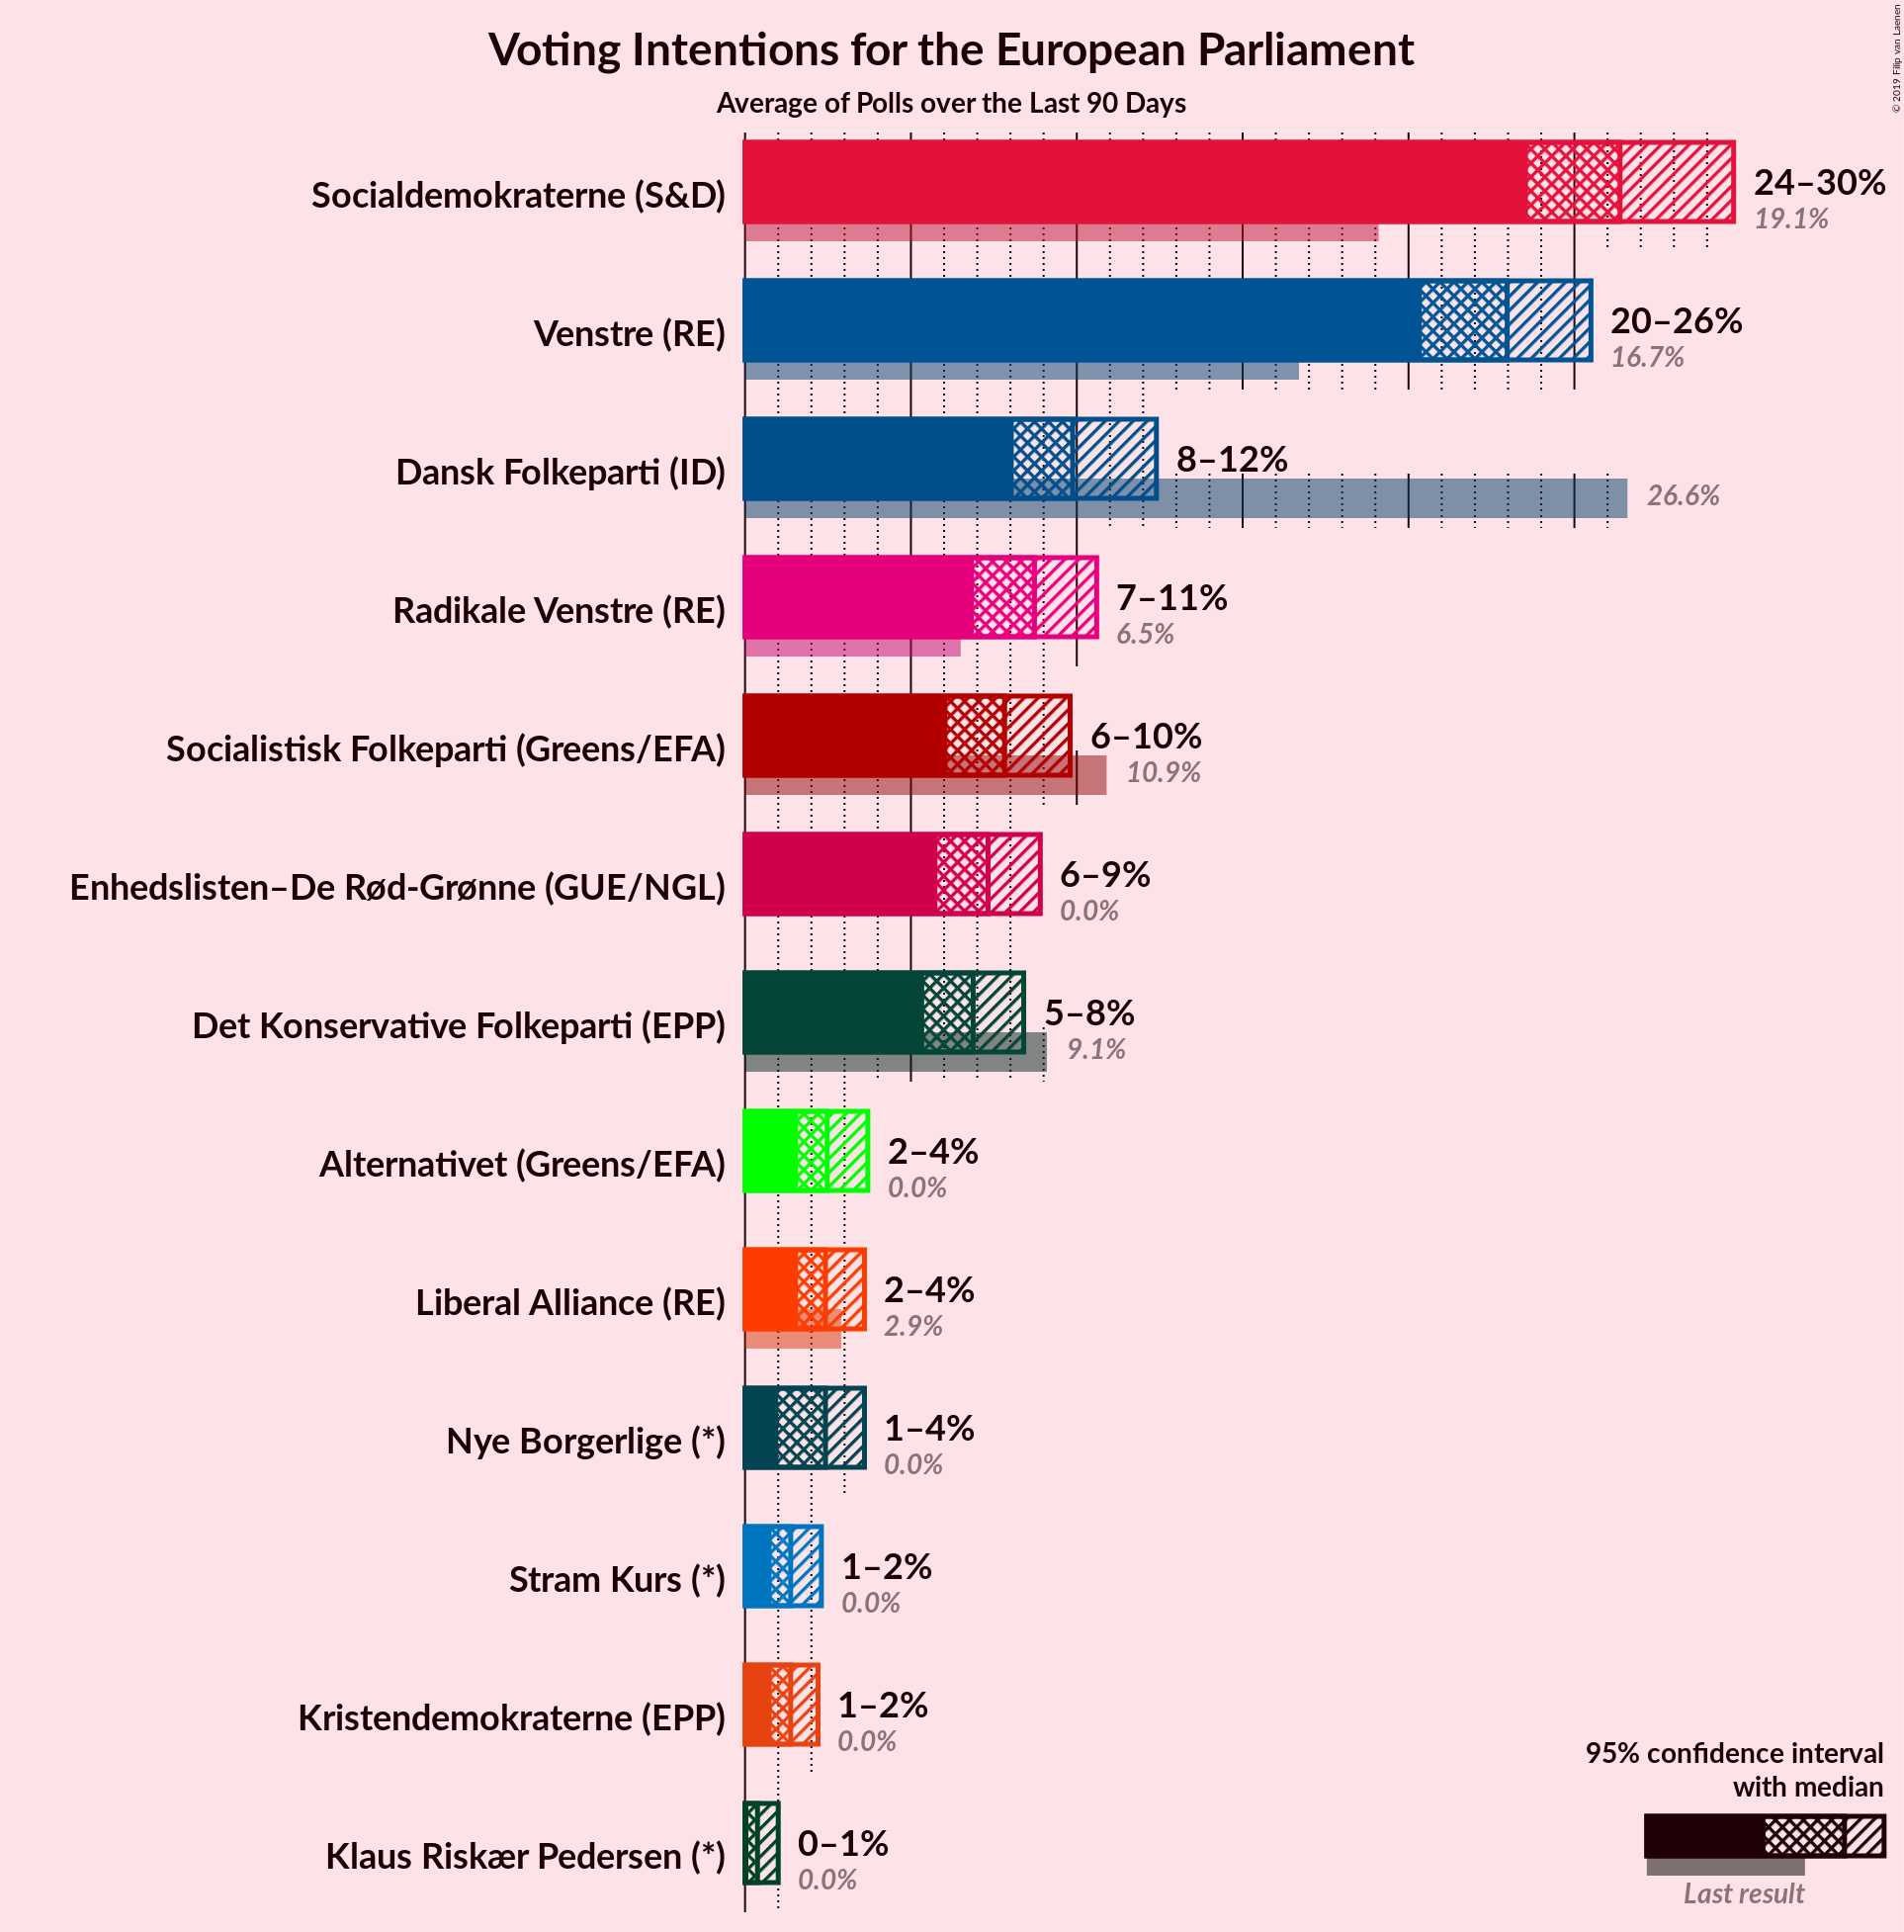 Voting Intentions for the European Parliament
Average of Polls over the Last 90 Days
© 2019 Filip van Laenen
Socialdemokraterne (S&D)
24–30%
19.1%
Venstre (RE)
20–26%
16.7%
Dansk Folkeparti (ID)
8–12%
26.6%
Radikale Venstre (RE)
7–11%
6.5%
Socialistisk Folkeparti (Greens/EFA)
6–10%
10.9%
Enhedslisten–De Rød-Grønne (GUE/NGL)
6–9%
0.0%
Det Konservative Folkeparti (EPP)
5–8%
9.1%
Alternativet (Greens/EFA)
2–4%
0.0%
Liberal Alliance (RE)
2–4%
2.9%
Nye Borgerlige (*)
1–4%
0.0%
Stram Kurs (*)
1–2%
0.0%
Kristendemokraterne (EPP)
1–2%
0.0%
Klaus Riskær Pedersen (*)
0–1%
0.0%
95% confidence interval
with median
Last result